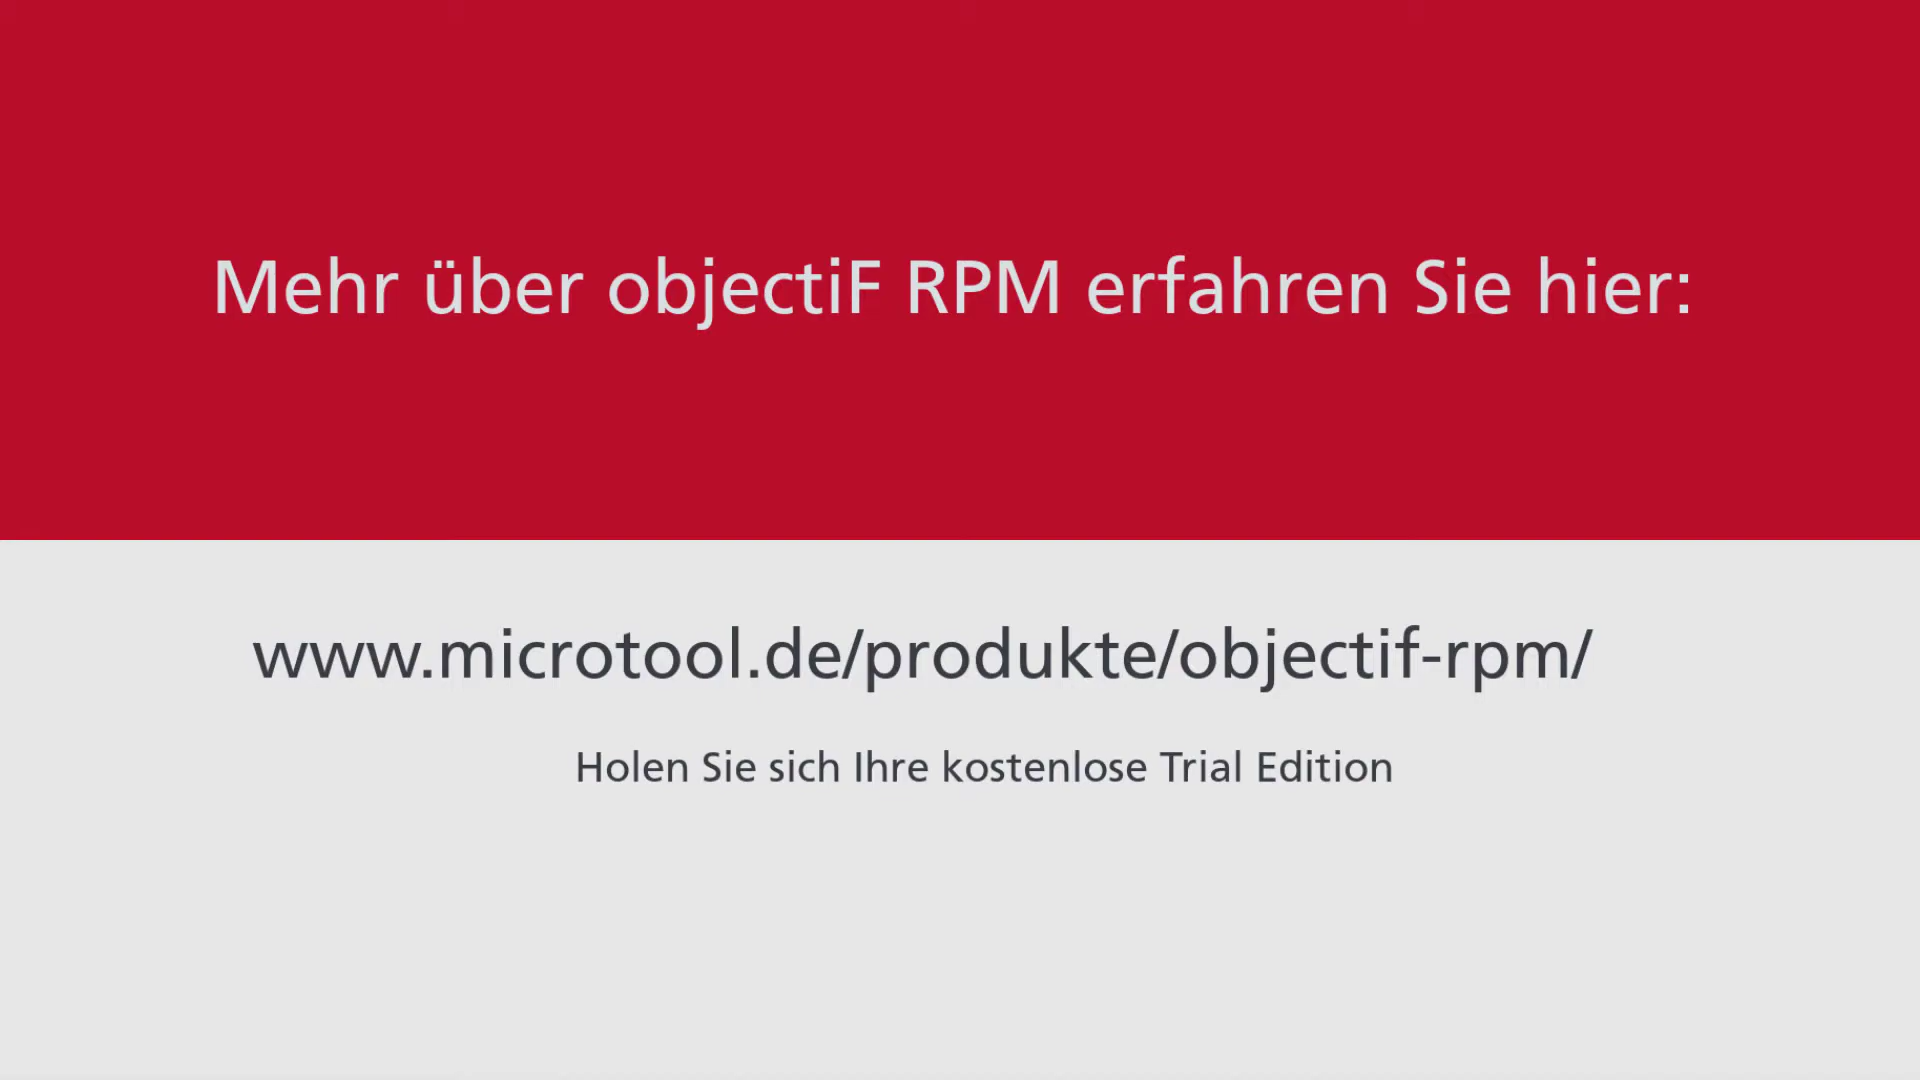 Mehr über objectiF RPM erfahren Sie hier:
www.microtool.de/produkte/objectif-rpm/
Holen Sie sich Ihre kostenlose Trial Edition